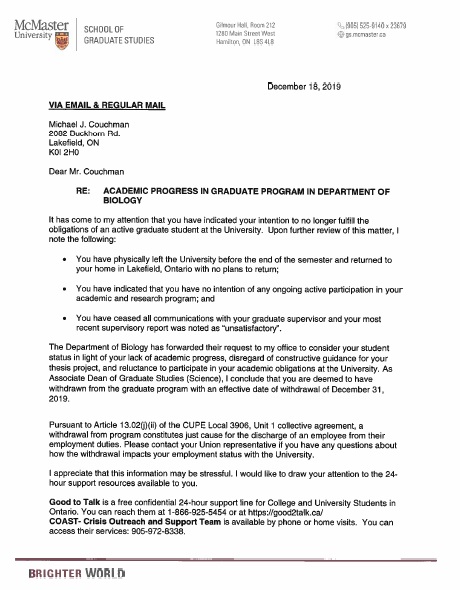 McMaster
University
SCHOOL OF
GRADUATE STUDIES
Gilmour Hall, Room 212
1280 Main Street West
Hamilton, ON L8S 4L8
(905) 525-9140 x 23679
gs.mcmaster.ca
December 18, 2019
VIA EMAIL & REGULAR MAIL
Michael J. Couchman
2082 Duckhorn Rd.
Lakefield, ON
K0l 2H0
Dear Mr. Couchman
RE: ACADEMIC PROGRESS IN GRADUATE PROGRAM IN DEPARTMENT OF
BIOLOGY
It has come to my attention that you have indicated your intention to no longer fulfill the
obligations of an active graduate student at the University. Upon further review of this matter, I
note the following:
• You have physically left the University before the end of the semester and returned to
your home in Lakefield, Ontario with no plans to return;
• You have indicated that you have no intention of any ongoing active participation in your
academic and research program; and
• You have ceased all communications with your graduate supervisor and your most
recent supervisory report was noted as "unsatisfactory".
The Department of Biology has forwarded their request to my office to consider your student
status in light of your lack of academic progress, disregard of constructive guidance for your
thesis project, and reluctance to participate in your academic obligations at the University. As
Associate Dean of Graduate Studies (Science), I conclude that you are deemed to have
withdrawn from the graduate program with an effective date of withdrawal of December 31,
2019.
Pursuant to Article 13.02(j)(ii) of the CUPE Local 3906, Unit 1 collective agreement, a
withdrawal from program constitutes just cause for the discharge of an employee from their
employment duties. Please contact your Union representative if you have any questions about
how the withdrawal impacts your employment status with the University.
I appreciate that this information may be stressful. I would like to draw your attention to the 24-
hour support resources available to you.
Good to Talk is a free confidential 24-hour support line for College and University Students in
Ontario. You can reach them at 1-866-925-5454 or at https://good2talk.ca/
COAST- Crisis Outreach and Support Team is available by phone or home visits. You can
access their services: 905-972-8338.
BRIGHTER WORLD